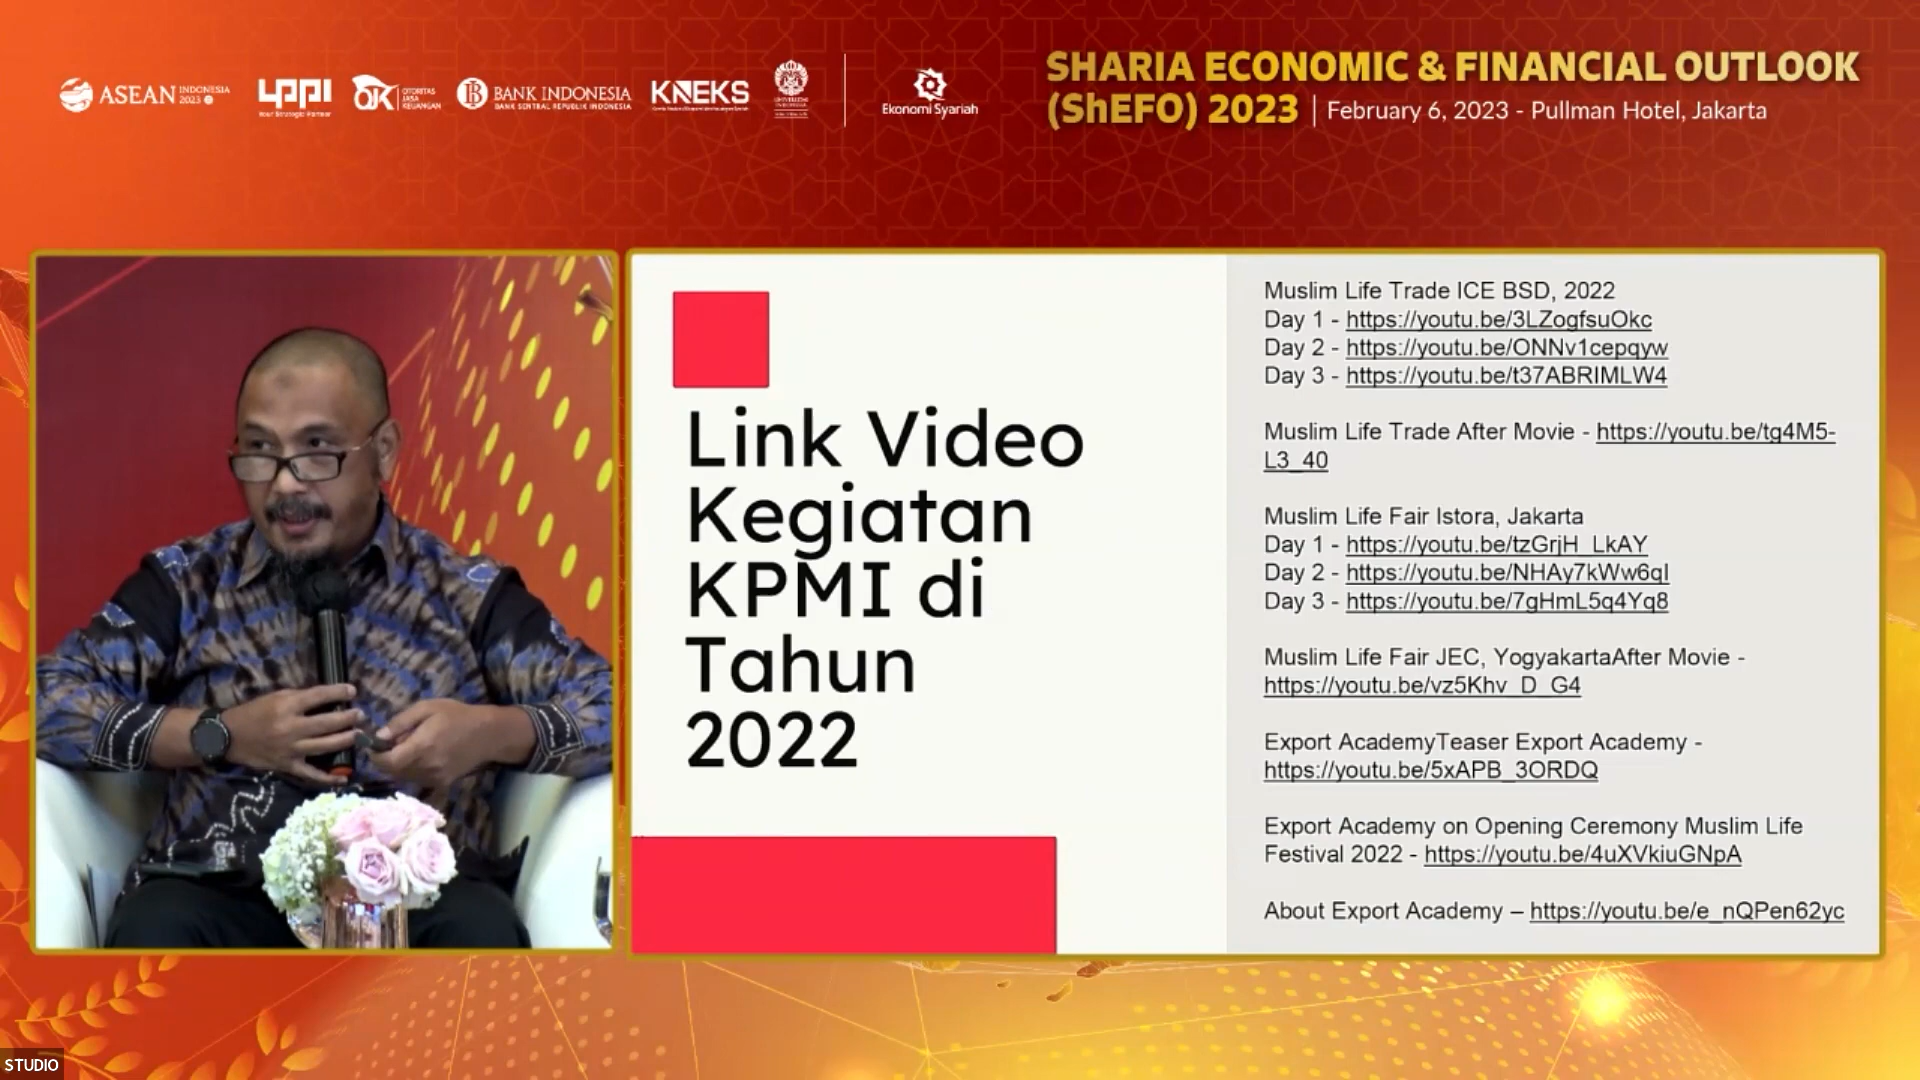 ASEAN INDONESIA 2023
LPPI
Your Strategic Partner
OJK OTORITAS JASA KEUANGAN
BANK INDONESIA
BANK SENTRAL REPUBLIK INDONESIA
KNEKS
Ekonomi Syariah
SHARIA ECONOMIC & FINANCIAL OUTLOOK
(ShEFO) 2023 | February 6, 2023 - Pullman Hotel, Jakarta
Link Video
Kegiatan
KPMI di
Tahun
2022
Muslim Life Trade ICE BSD, 2022
Day 1 - https://youtu.be/3LZogfsuOkc
Day 2 - https://youtu.be/ONNv1cepqyw
Day 3 - https://youtu.be/t37ABRIMLW4
Muslim Life Trade After Movie - https://youtu.be/tg4M5-
L3_40
Muslim Life Fair Istora, Jakarta
Day 1 - https://youtu.be/tzGrjH_LkAY
Day 2 - https://youtu.be/NHAy7kWw6qI
Day 3 - https://youtu.be/7gHmL5q4Yq8
Muslim Life Fair JEC, YogyakartaAfter Movie -
https://youtu.be/vz5Khv_D_G4
Export AcademyTeaser Export Academy -
https://youtu.be/5xAPB_3ORDQ
Export Academy on Opening Ceremony Muslim Life
Festival 2022 - https://youtu.be/4uXVkiuGNpA
About Export Academy – https://youtu.be/e_nQPen62yc
STUDIO